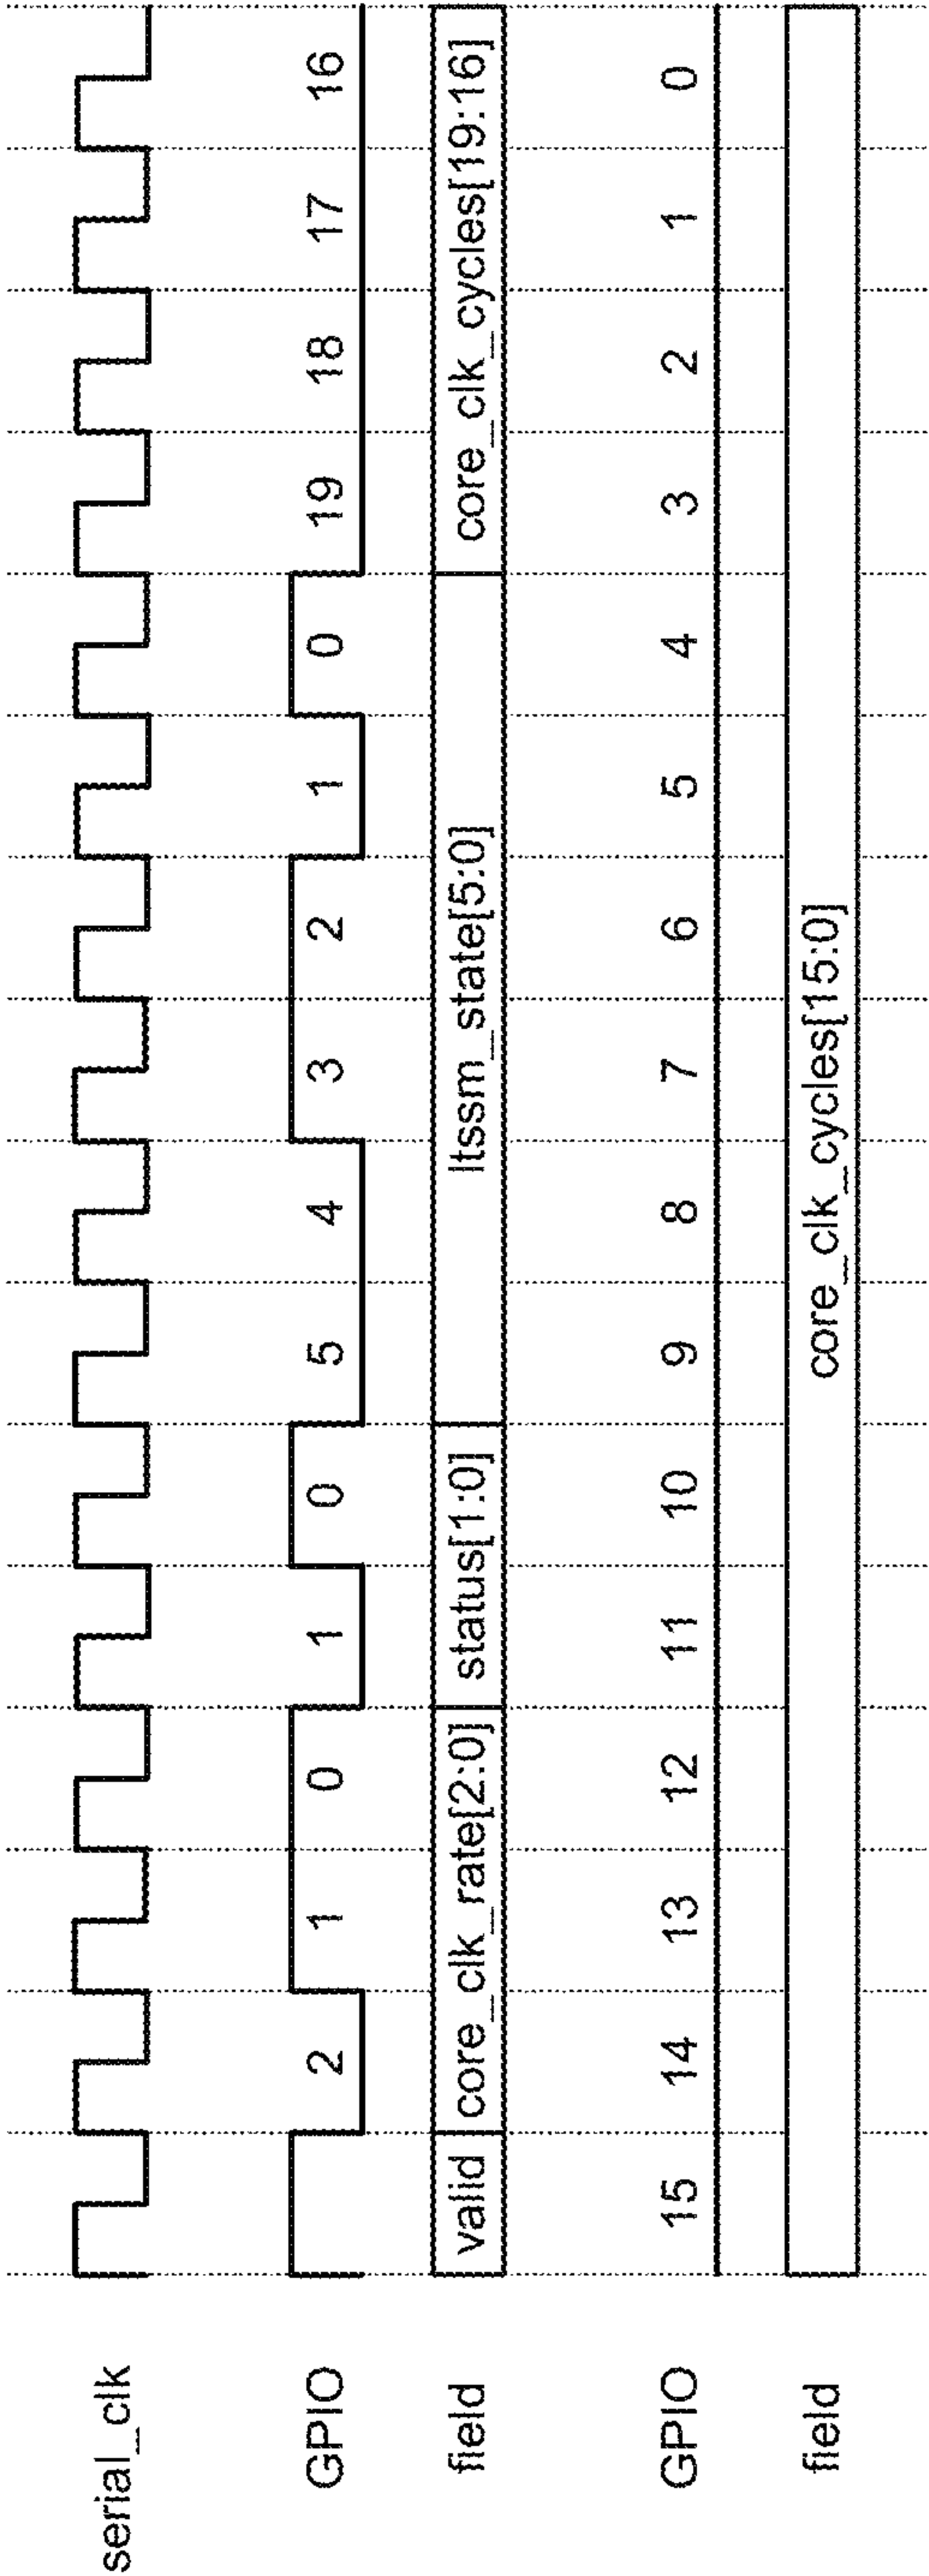 serial_clk
GPIO 2 1 0 1 0 5 4 3 2 1 0 19 18 17 16
field valid core_clk_rate[2:0] status[1:0] ltssm_state[5:0] core_clk_cycles[19:16]
GPIO 15 14 13 12 11 10 9 8 7 6 5 4 3 2 1 0
field core_clk_cycles[15:0]